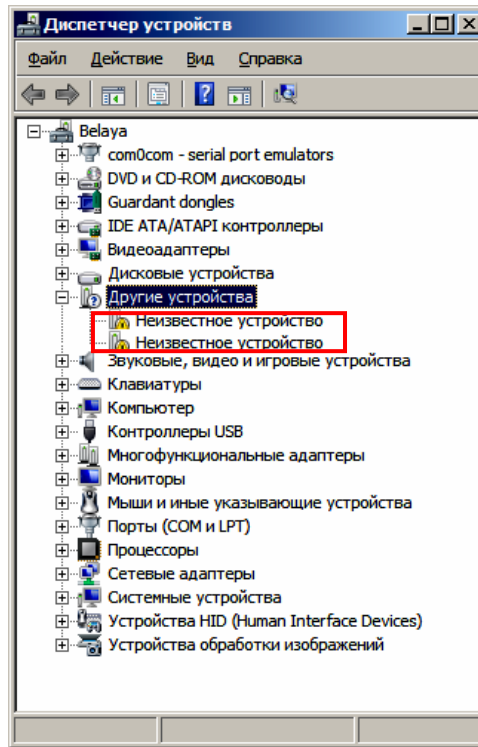 Диспетчер устройств
Файл Действие Вид Справка
Belaya
com0com - serial port emulators
DVD и CD-ROM дисководы
Guardant dongles
IDE ATA/ATAPI контроллеры
Видеоадаптеры
Дисковые устройства
Другие устройства
Неизвестное устройство
Неизвестное устройство
Звуковые, видео и игровые устройства
Клавиатуры
Компьютер
Контроллеры USB
Многофункциональные адаптеры
Мониторы
Мыши и иные указывающие устройства
Порты (COM и LPT)
Процессоры
Сетевые адаптеры
Системные устройства
Устройства HID (Human Interface Devices)
Устройства обработки изображений